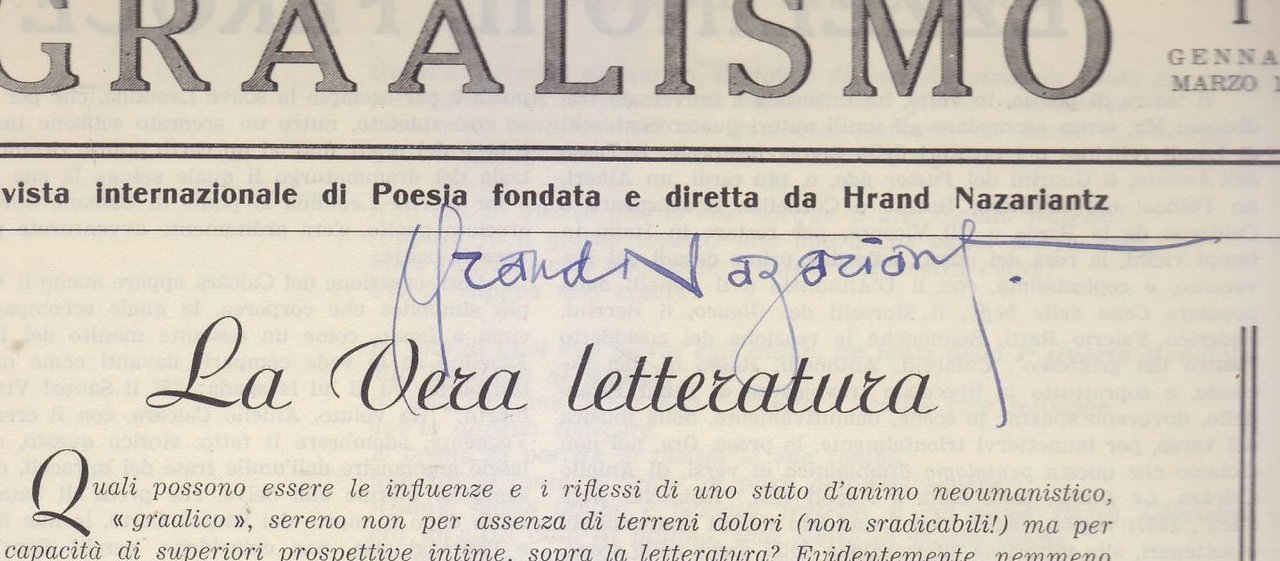 GRAALISMO
GENNA
MARZO 1
vista internazionale di Poesia fondata e diretta da Hrand Nazariantz
Hrand Nazariantz
La Vera letteratura
Quali possono essere le influenze e i riflessi di uno stato d'animo neoumanistico,
« graalico », sereno non per assenza di terreni dolori (non sradicabili!) ma per
capacità di superiori prospettive intime, sopra la letteratura? Evidentemente nemmeno